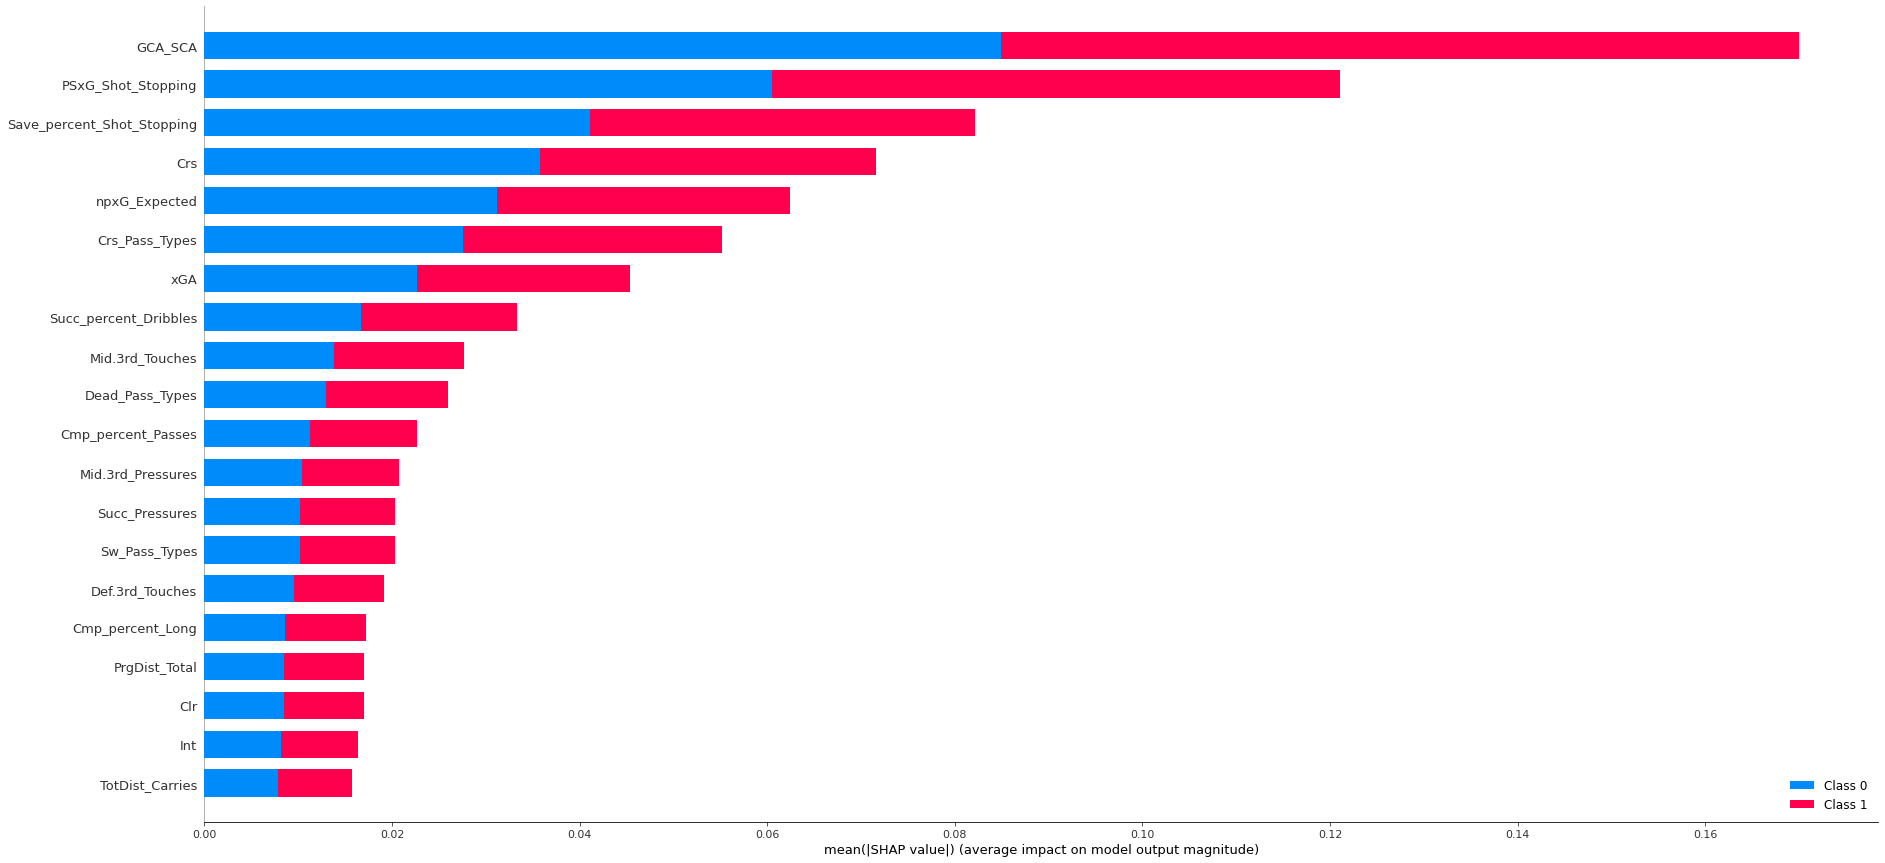 GCA_SCA
PSxG_Shot_Stopping
Save_percent_Shot_Stopping
Crs
npxG_Expected
Crs_Pass_Types
xGA
Succ_percent_Dribbles
Mid.3rd_Touches
Dead_Pass_Types
Cmp_percent_Passes
Mid.3rd_Pressures
Succ_Pressures
Sw_Pass_Types
Def.3rd_Touches
Cmp_percent_Long
PrgDist_Total
Clr
Int
TotDist_Carries
Class 0
Class 1
0.00 0.02 0.04 0.06 0.08 0.10 0.12 0.14 0.16
mean(|SHAP value|) (average impact on model output magnitude)